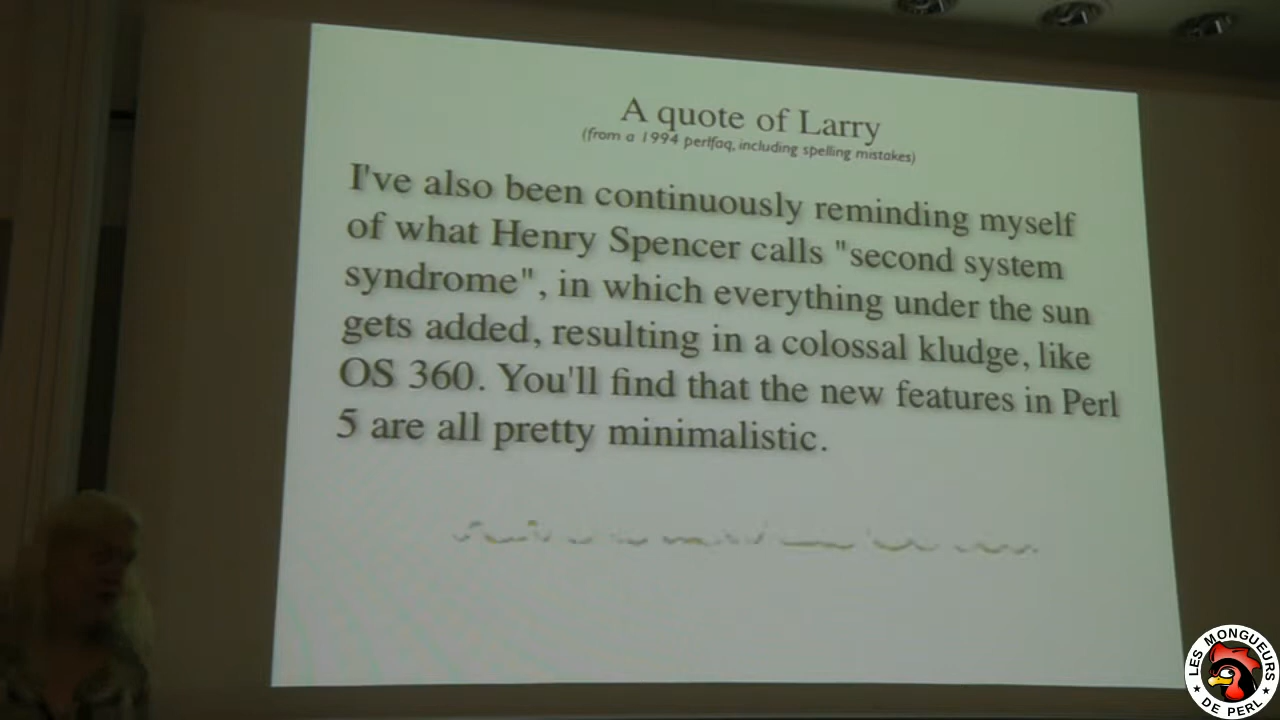 A quote of Larry
(from a 1994 perlfaq, including spelling mistakes)
I've also been continuously reminding myself
of what Henry Spencer calls "second system
syndrome", in which everything under the sun
gets added, resulting in a colossal kludge, like
OS 360. You'll find that the new features in Perl
5 are all pretty minimalistic.
LES MONGUEURS
DE PERL